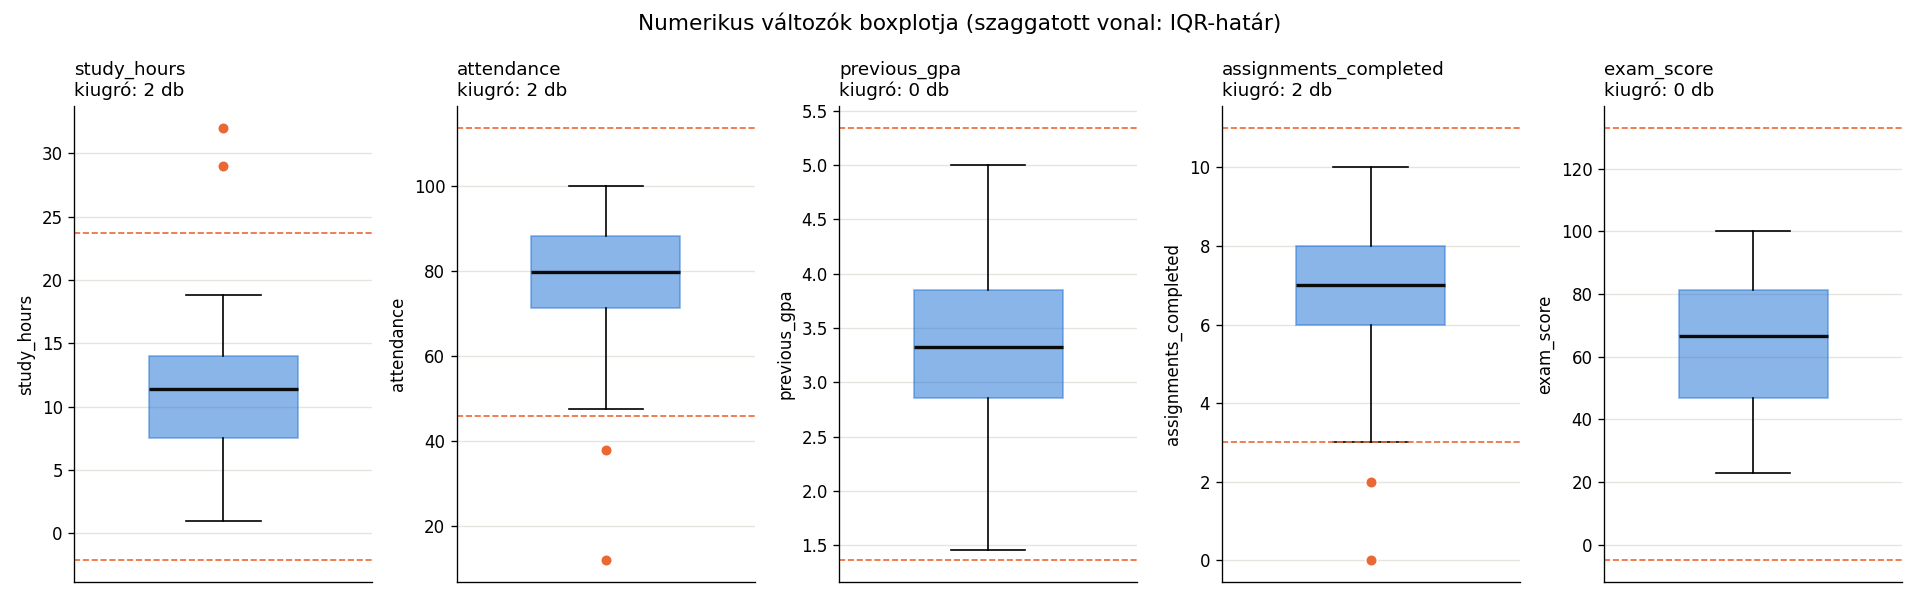 Numerikus változók boxplotja (szaggatott vonal: IQR-határ)
study_hours
kiugró: 2 db
30
25
20
15
10
5
0
study_hours
attendance
kiugró: 2 db
100
80
60
40
20
attendance
previous_gpa
kiugró: 0 db
5.5
5.0
4.5
4.0
3.5
3.0
2.5
2.0
1.5
previous_gpa
assignments_completed
kiugró: 2 db
10
8
6
4
2
0
assignments_completed
exam_score
kiugró: 0 db
120
100
80
60
40
20
0
exam_score